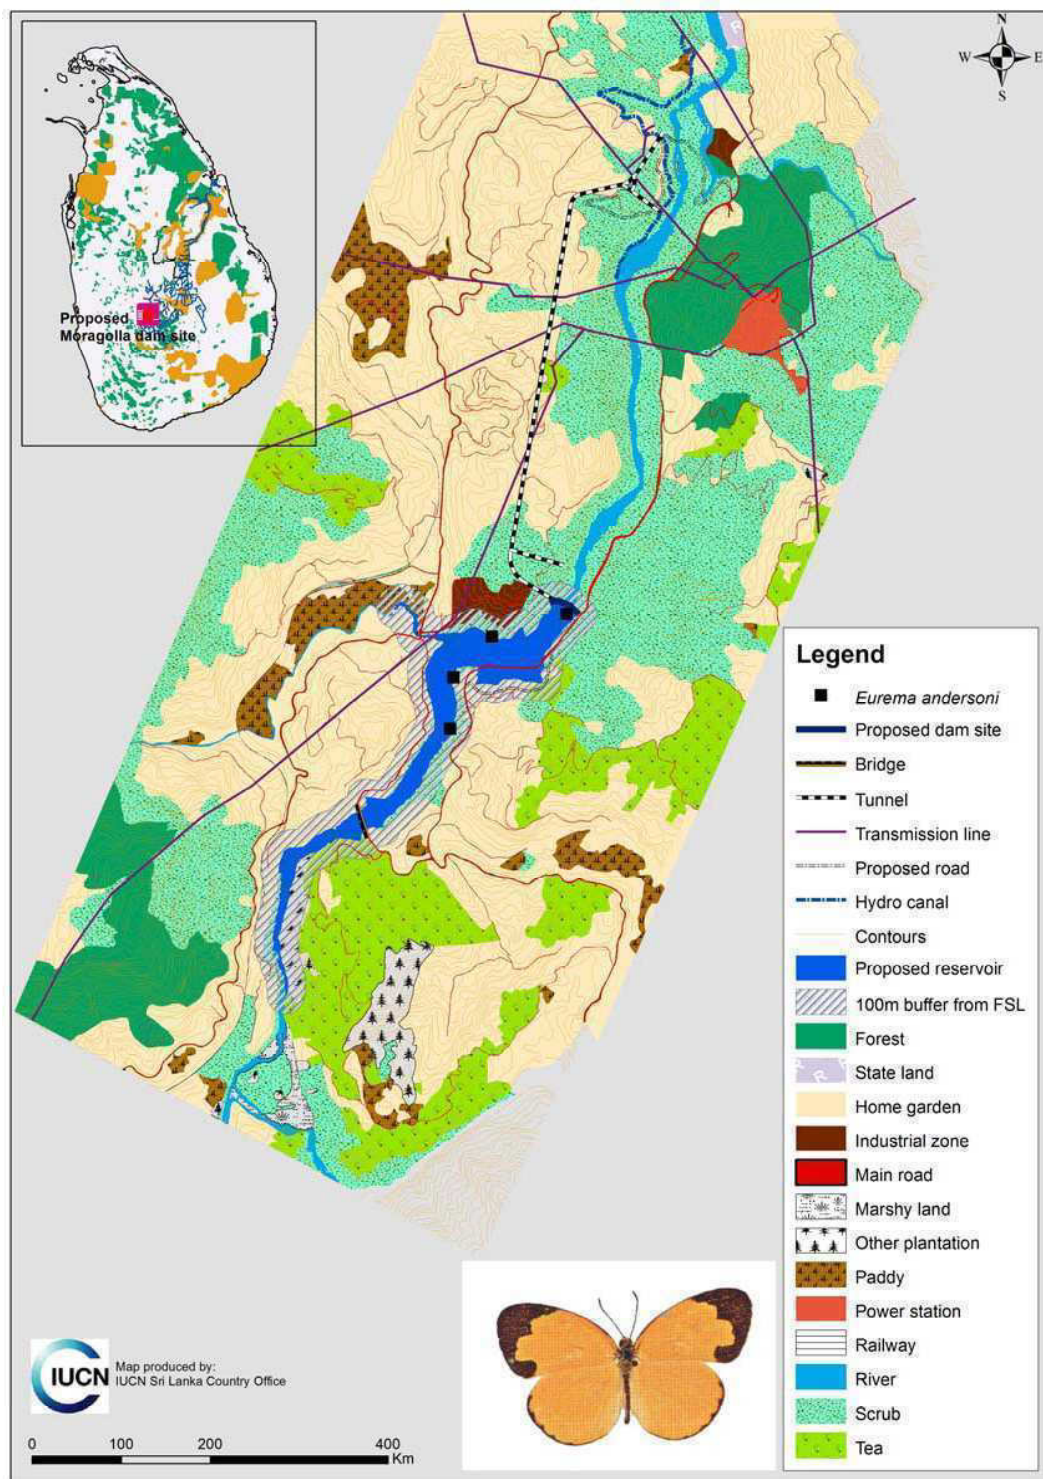 N
W
E
S
Proposed
Moragolla dam site
R
R
Legend
Eurema andersoni
Proposed dam site
Bridge
Tunnel
Transmission line
Proposed road
Hydro canal
Contours
Proposed reservoir
100m buffer from FSL
Forest
R
R
State land
Home garden
Industrial zone
Main road
Marshy land
Other plantation
Paddy
Power station
Railway
River
Scrub
Tea
IUCN
Map produced by:
IUCN Sri Lanka Country Office
0 100 200 400
Km